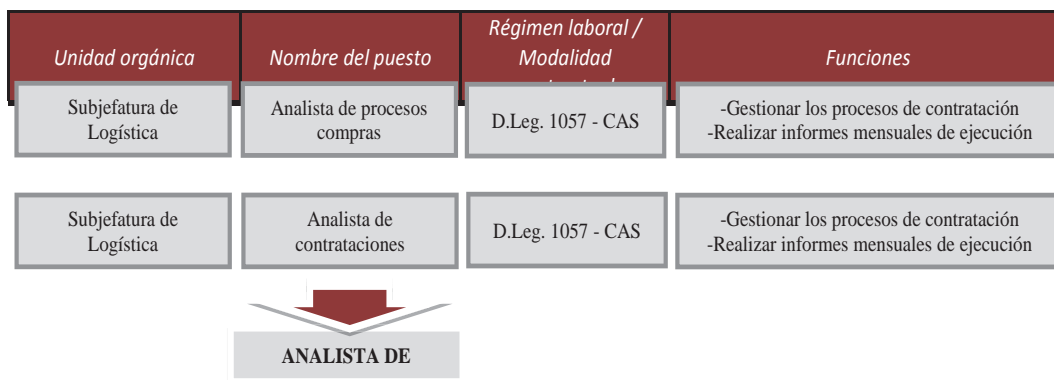 Unidad orgánica
Nombre del puesto
Régimen laboral /
Modalidad
Funciones
Subjefatura de
Logística
Analista de procesos
compras
D.Leg. 1057 - CAS
-Gestionar los procesos de contratación
-Realizar informes mensuales de ejecución
Subjefatura de
Logística
Analista de
contrataciones
D.Leg. 1057 - CAS
-Gestionar los procesos de contratación
-Realizar informes mensuales de ejecución
ANALISTA DE